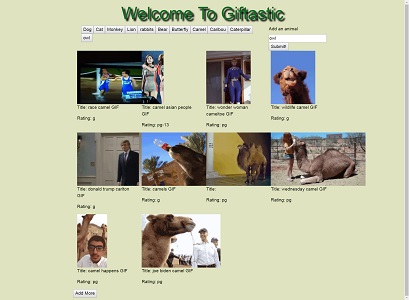 Welcome To Giftastic
Dog Cat Monkey Lion rabbits Bear Butterfly Camel Caribou Caterpillar
owl
Add an animal
owl
Submit!
Title: race camel GIF
Rating: g
Title: camel asian people GIF
Rating: pg-13
Title: wonder woman cameltoe GIF
Rating: pg
Title: wildlife camel GIF
Rating: g
Title: donald trump canton GIF
Rating: g
Title: camels GIF
Rating: g
Title:
Rating: pg
Title: wednesday camel GIF
Rating: pg
Title: camel happens GIF
Rating: pg
Title: joe biden camel GIF
Rating: pg
Add More